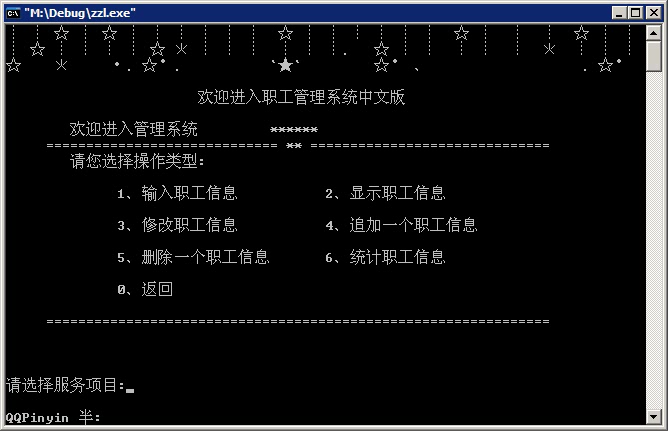 "M:\Debug\zzl.exe"
欢迎进入职工管理系统中文版
欢迎进入管理系统 ******
============================= ** ==============================
请您选择操作类型:
1、输入职工信息 2、显示职工信息
3、修改职工信息 4、追加一个职工信息
5、删除一个职工信息 6、统计职工信息
0、返回
===============================================================
请选择服务项目:
QQPinyin 半: